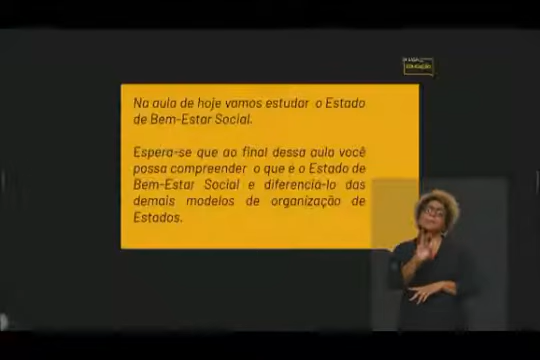 EDUCAÇÃO
Na aula de hoje vamos estudar o Estado
de Bem-Estar Social.
Espera-se que ao final dessa aula você
possa compreender o que é o Estado de
Bem-Estar Social e diferenciá-lo das
demais modelos de organização de
Estados.